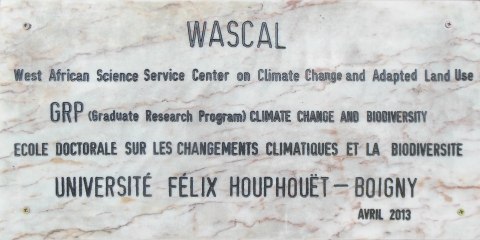 WASCAL
West African Science Service Center on Climate Change and Adapted Land Use
GRP (Graduate Research Program) CLIMATE CHANGE AND BIODIVERSITY
ECOLE DOCTORALE SUR LES CHANGEMENTS CLIMATIQUES ET LA BIODIVERSITE
UNIVERSITÉ FÉLIX HOUPHOUËT – BOIGNY
AVRIL 2013